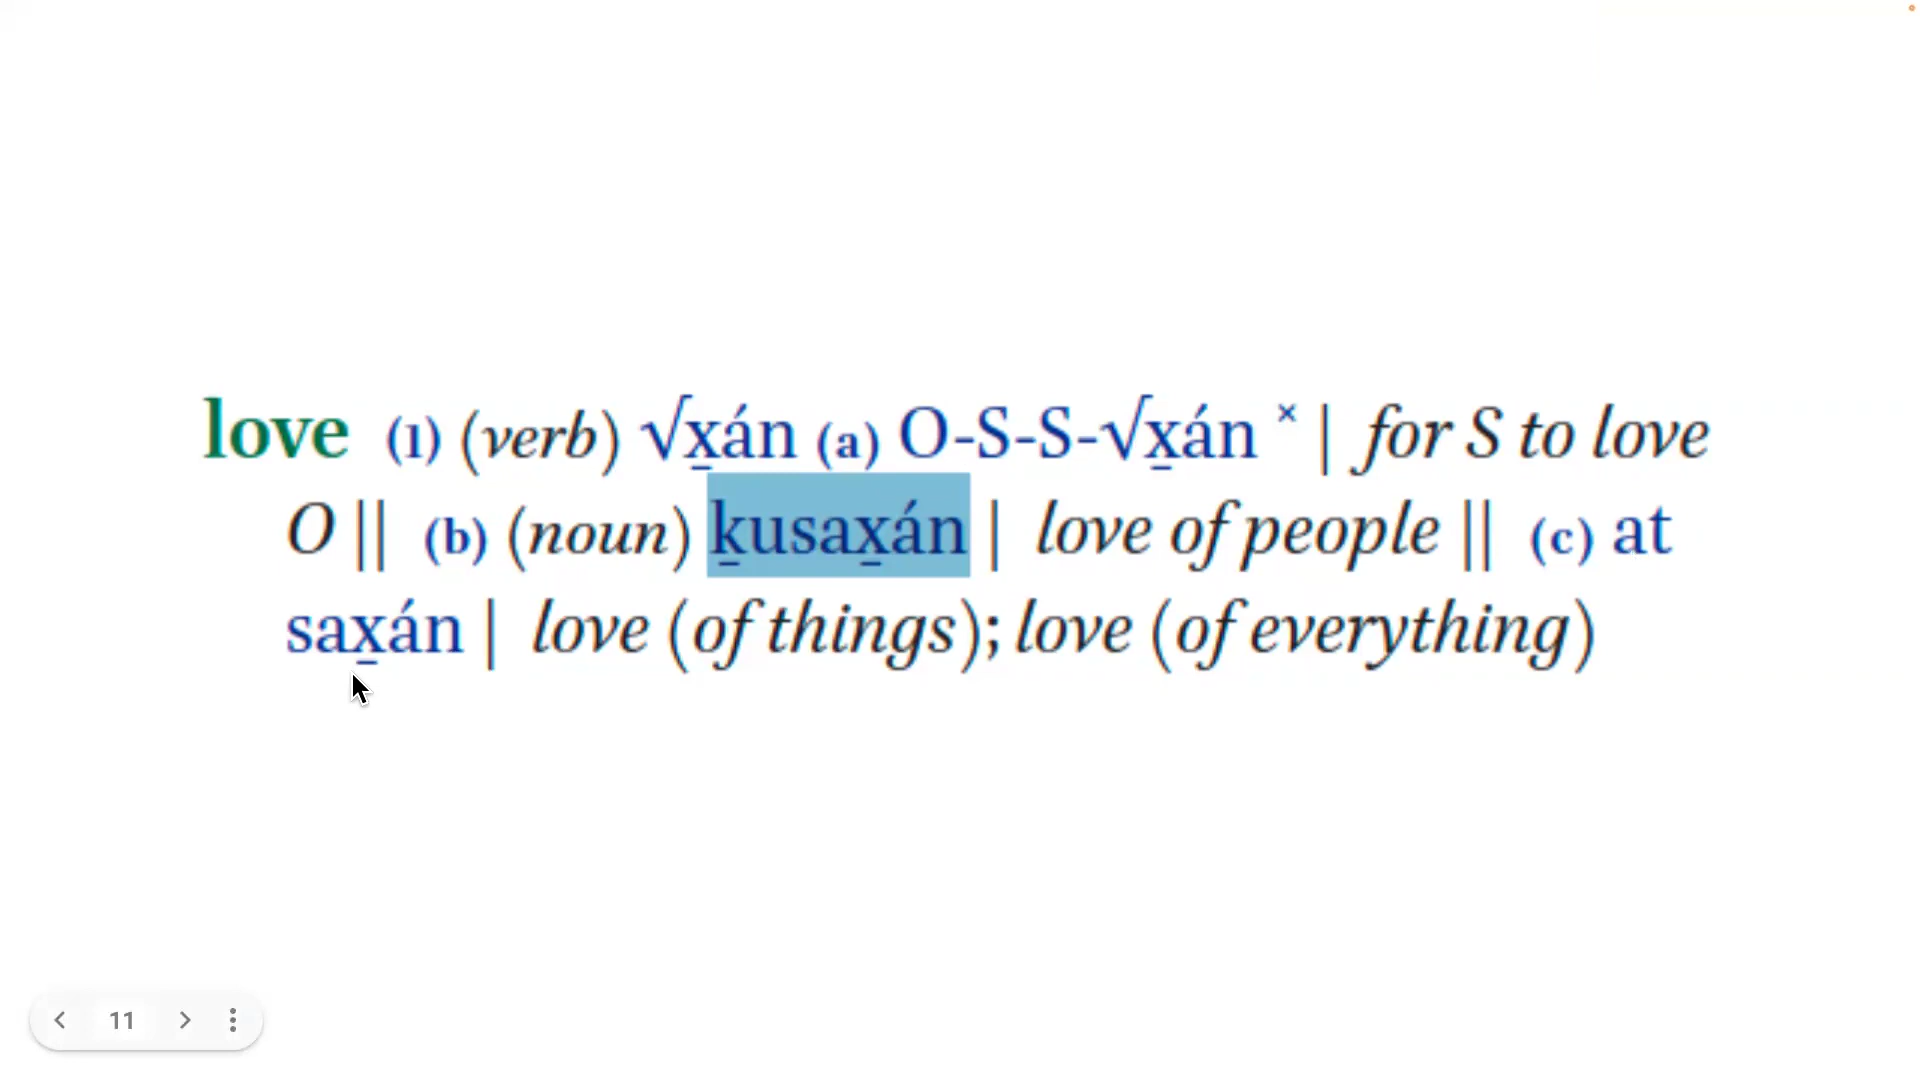 love (1) (verb) √x̱án (a) O-S-S-√x̱án ˣ | for S to love
O || (b) (noun) ḵusax̱án | love of people || (c) at
sax̱án | love (of things); love (of everything)
11